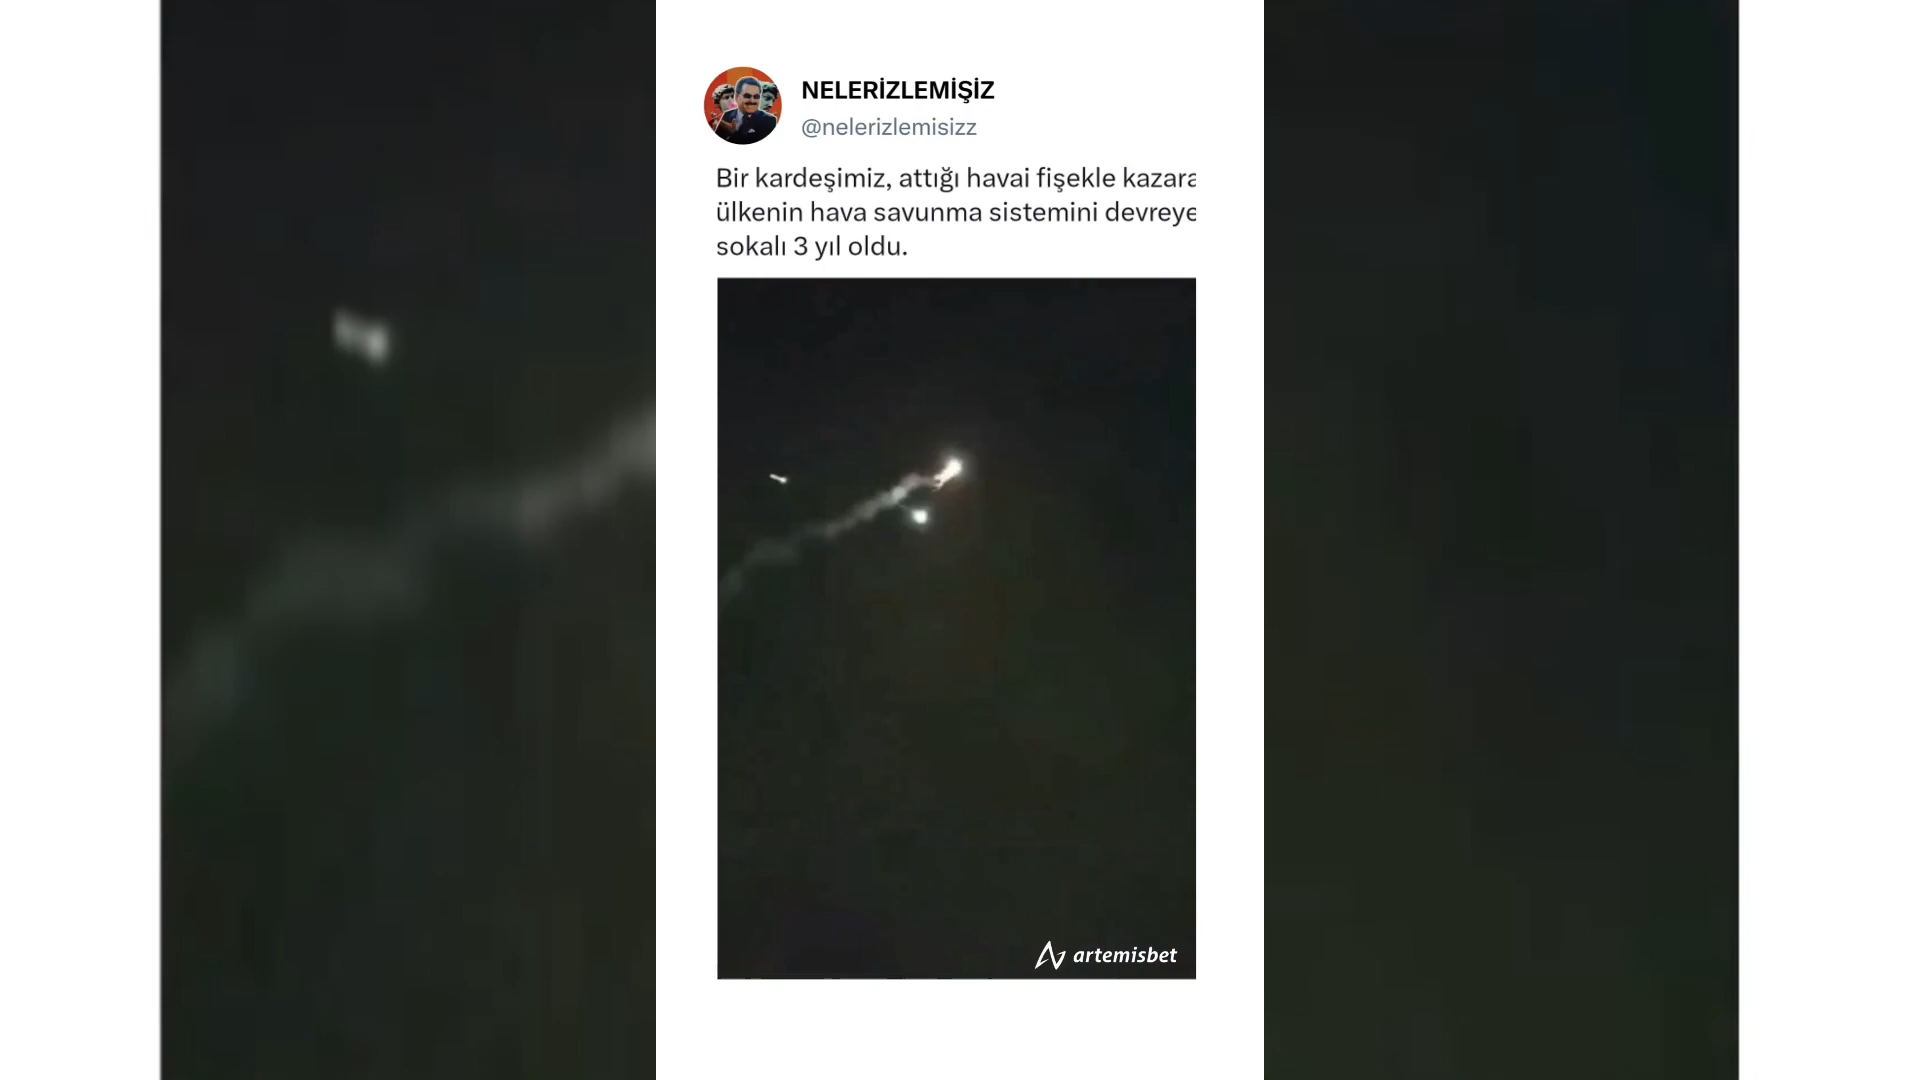 NELERİZLEMİŞİZ
@nelerizlemisizz
Bir kardeşimiz, attığı havai fişekle kazara
ülkenin hava savunma sistemini devreye
sokalı 3 yıl oldu.
artemisbet